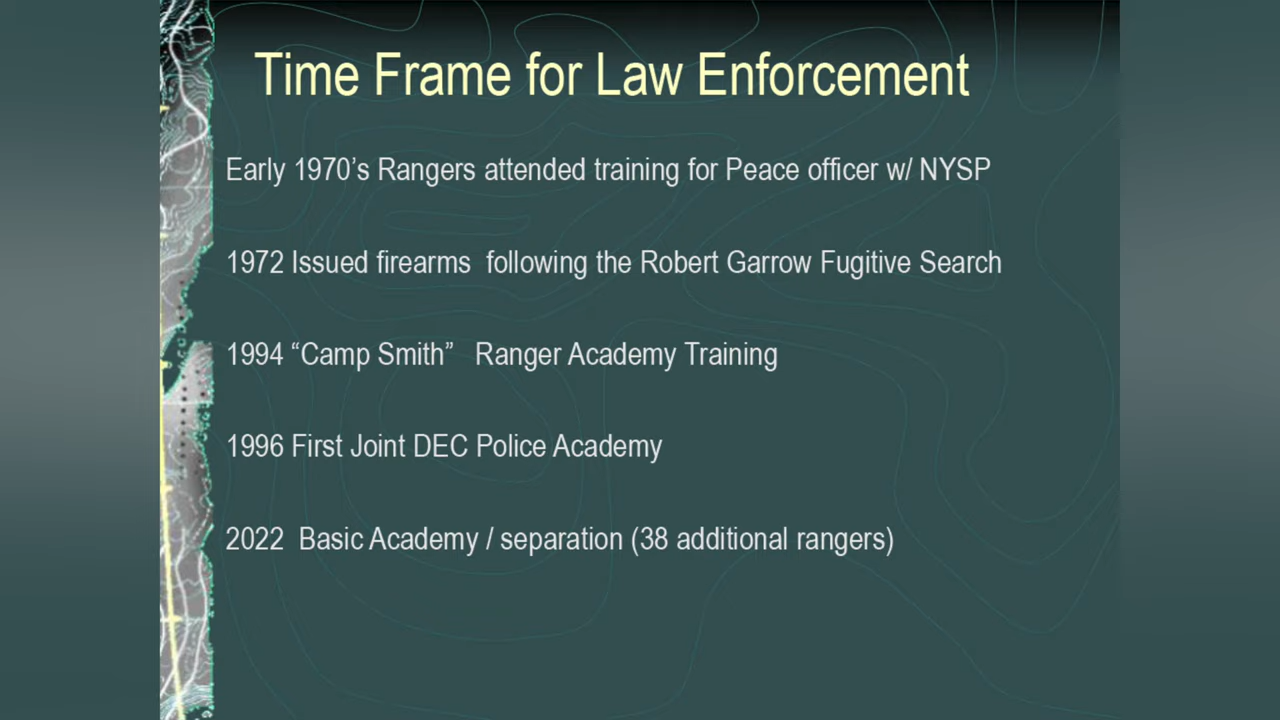 Time Frame for Law Enforcement
Early 1970’s Rangers attended training for Peace officer w/ NYSP
1972 Issued firearms  following the Robert Garrow Fugitive Search
1994 “Camp Smith”   Ranger Academy Training
1996 First Joint DEC Police Academy
2022  Basic Academy / separation (38 additional rangers)